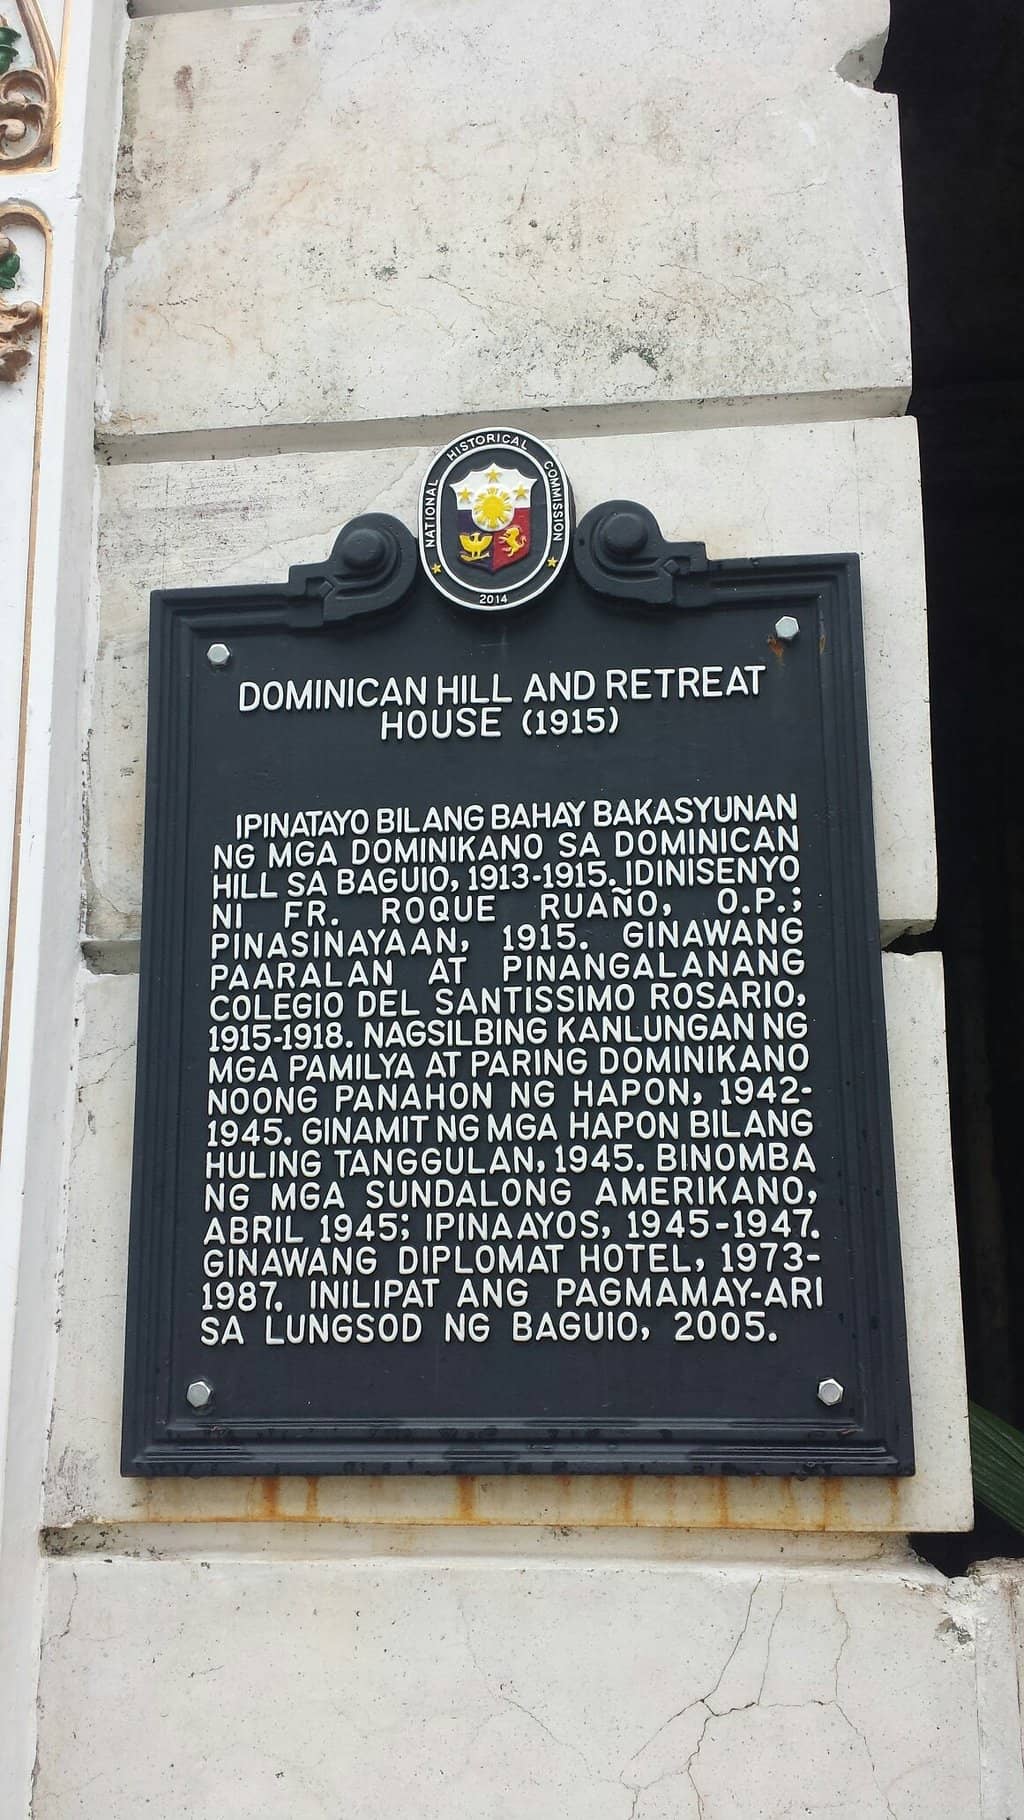 NATIONAL HISTORICAL COMMISSION
2014
DOMINICAN HILL AND RETREAT
HOUSE (1915)
IPINATAYO BILANG BAHAY BAKASYUNAN
NG MGA DOMINIKANO SA DOMINICAN
HILL SA BAGUIO, 1913-1915. IDINISENYO
NI FR. ROQUE RUAÑO, O.P.;
PINASINAYAAN, 1915. GINAWANG
PAARALAN AT PINANGALANANG
COLEGIO DEL SANTISSIMO ROSARIO,
1915-1918. NAGSILBING KANLUNGAN NG
MGA PAMILYA AT PARING DOMINIKANO
NOONG PANAHON NG HAPON, 1942-
1945. GINAMIT NG MGA HAPON BILANG
HULING TANGGULAN, 1945. BINOMBA
NG MGA SUNDALONG AMERIKANO,
ABRIL 1945; IPINAAYOS, 1945-1947.
GINAWANG DIPLOMAT HOTEL, 1973-
1987. INILIPAT ANG PAGMAMAY-ARI
SA LUNGSOD NG BAGUIO, 2005.